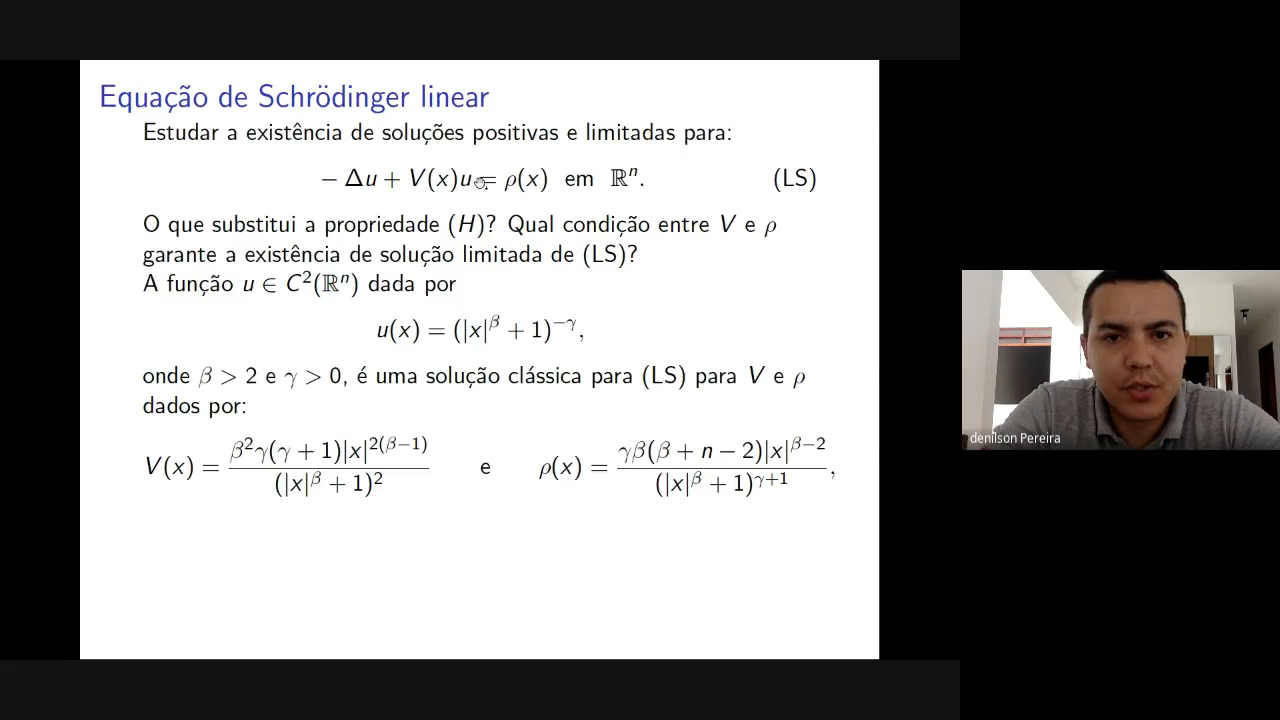 Equação de Schrödinger linear
Estudar a existência de soluções positivas e limitadas para:
− Δu + V(x)u = ρ(x) em ℝⁿ. (LS)
O que substitui a propriedade (H)? Qual condição entre V e ρ
garante a existência de solução limitada de (LS)?
A função u ∈ C²(ℝⁿ) dada por
u(x) = (|x|^β + 1)^{−γ},
onde β > 2 e γ > 0, é uma solução clássica para (LS) para V e ρ
dados por:
V(x) = \frac{β²γ(γ + 1)|x|^{2(β−1)}}{(|x|^β + 1)²} e ρ(x) = \frac{γβ(β + n − 2)|x|^{β−2}}{(|x|^β + 1)^{γ+1}},
denilson Pereira